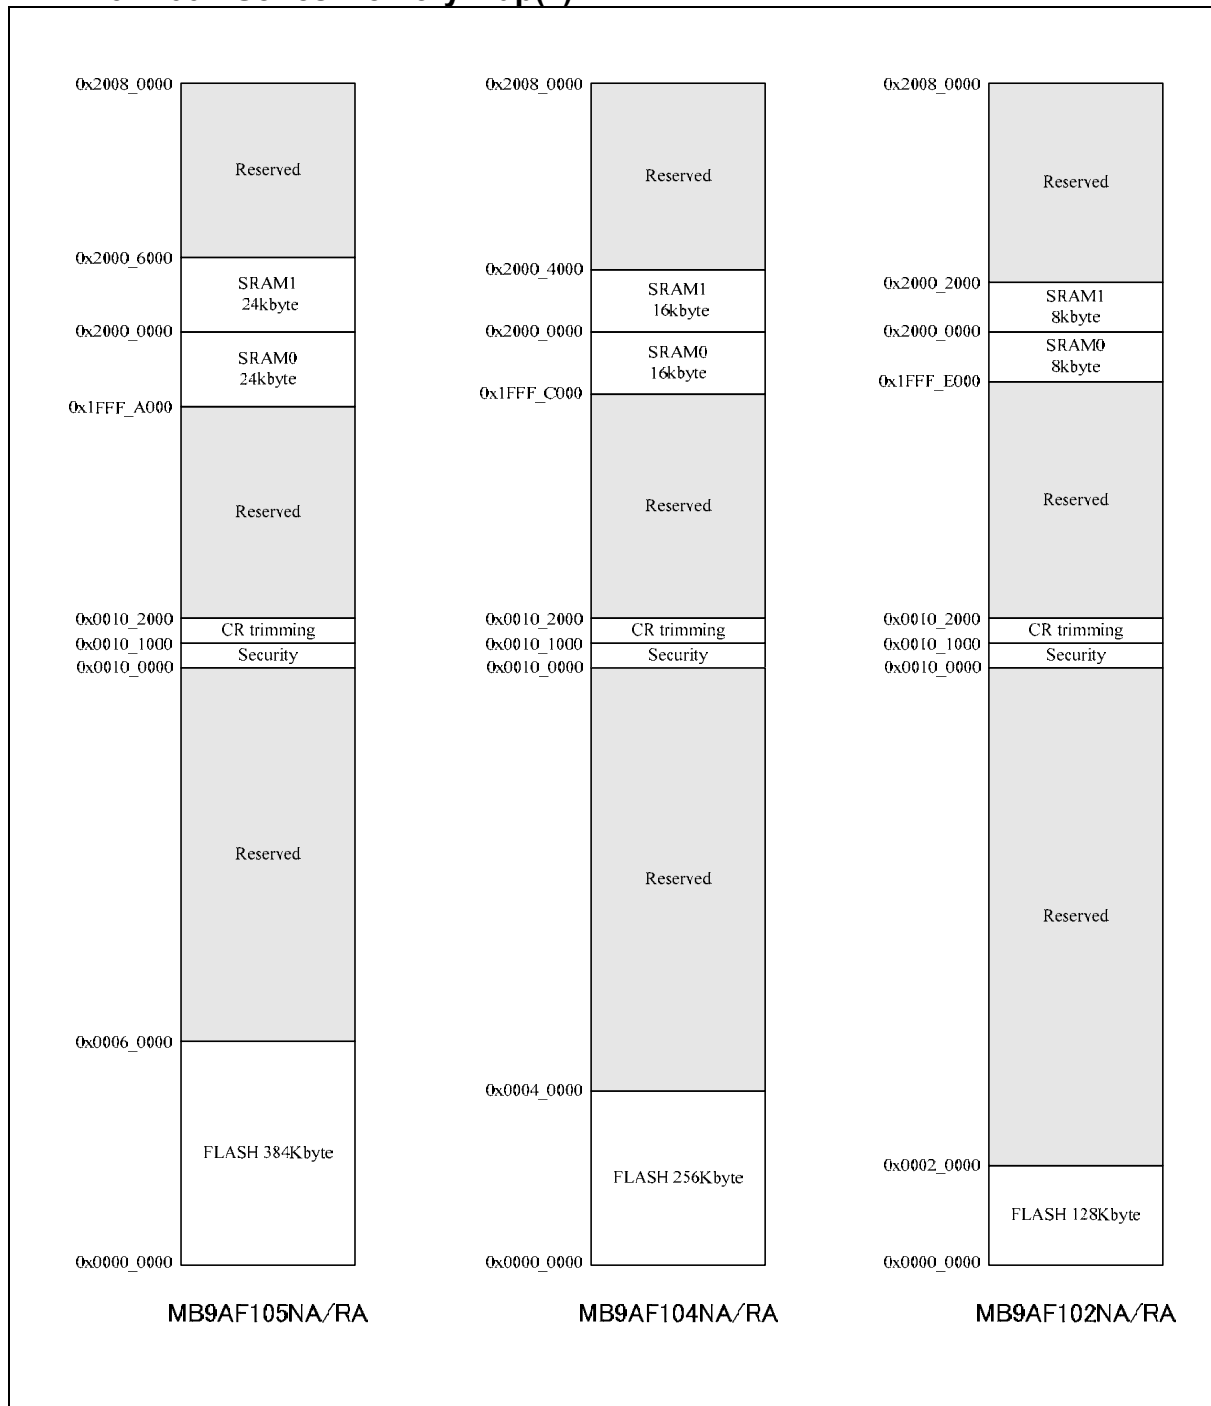 0x2008_0000
Reserved
0x2000_6000
SRAM1
24kbyte
0x2000_0000
SRAM0
24kbyte
0x1FFF_A000
Reserved
0x0010_2000
CR trimming
0x0010_1000
Security
0x0010_0000
Reserved
0x0006_0000
FLASH 384Kbyte
0x0000_0000
MB9AF105NA/RA
0x2008_0000
Reserved
0x2000_4000
SRAM1
16kbyte
0x2000_0000
SRAM0
16kbyte
0x1FFF_C000
Reserved
0x0010_2000
CR trimming
0x0010_1000
Security
0x0010_0000
Reserved
0x0004_0000
FLASH 256Kbyte
0x0000_0000
MB9AF104NA/RA
0x2008_0000
Reserved
0x2000_2000
SRAM1
8kbyte
0x2000_0000
SRAM0
8kbyte
0x1FFF_E000
Reserved
0x0010_2000
CR trimming
0x0010_1000
Security
0x0010_0000
Reserved
0x0002_0000
FLASH 128Kbyte
0x0000_0000
MB9AF102NA/RA